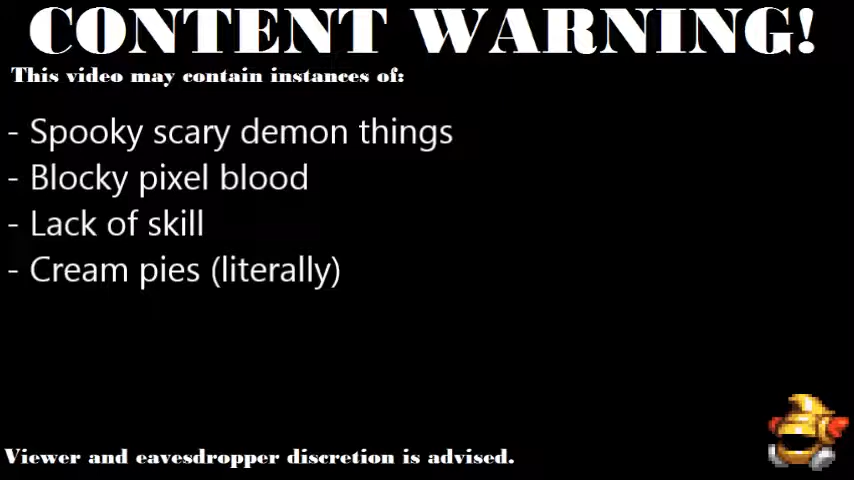 CONTENT WARNING!
This video may contain instances of:
- Spooky scary demon things
- Blocky pixel blood
- Lack of skill
- Cream pies (literally)
Viewer and eavesdropper discretion is advised.